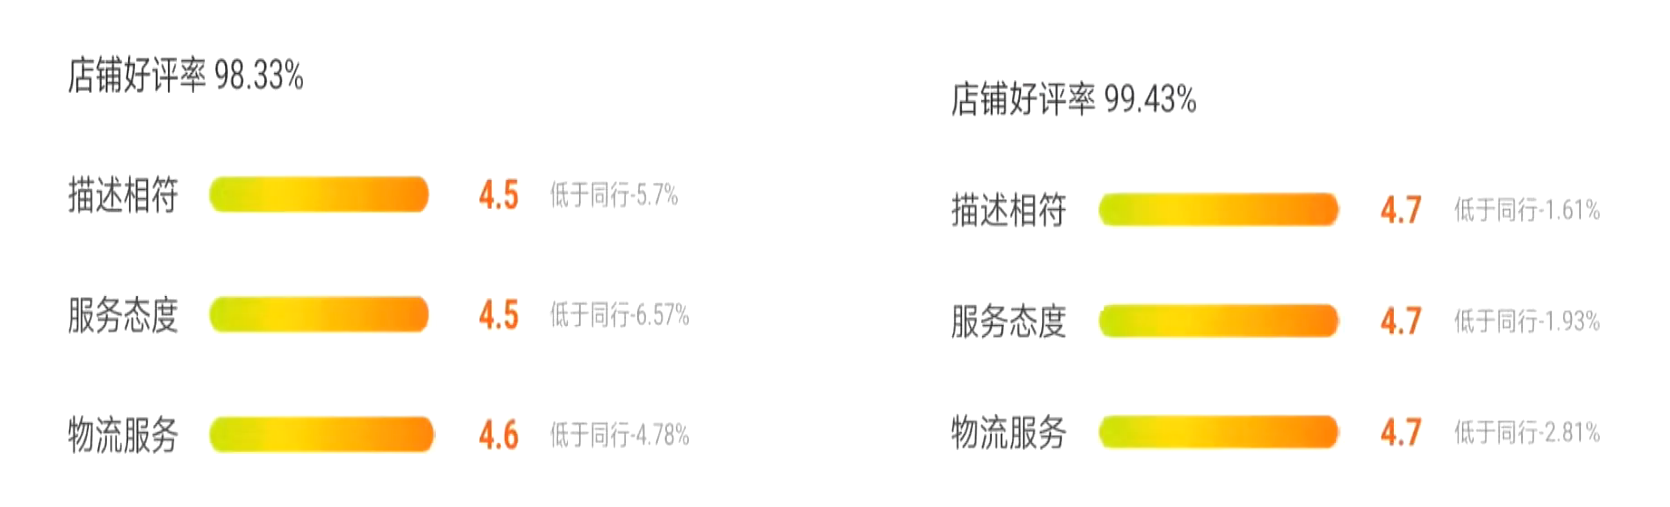 店铺好评率 98.33%
描述相符 4.5 低于同行-5.7%
服务态度 4.5 低于同行-6.57%
物流服务 4.6 低于同行-4.78%
店铺好评率 99.43%
描述相符 4.7 低于同行-1.61%
服务态度 4.7 低于同行-1.93%
物流服务 4.7 低于同行-2.81%